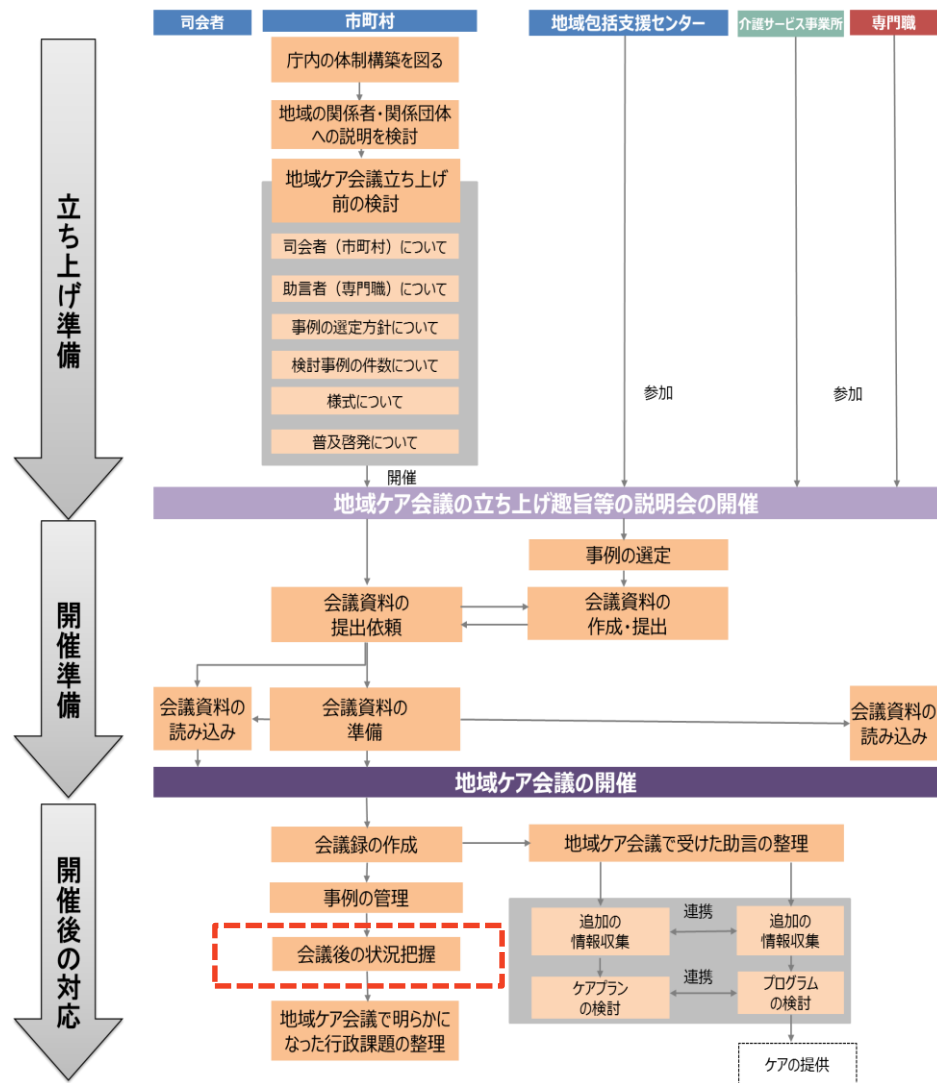 司会者
市町村
地域包括支援センター
介護サービス事業所
専門職
立ち上げ準備
庁内の体制構築を図る
地域の関係者・関係団体
への説明を検討
地域ケア会議立ち上げ
前の検討
司会者（市町村）について
助言者（専門職）について
事例の選定方針について
検討事例の件数について
様式について
普及啓発について
参加
参加
開催
地域ケア会議の立ち上げ趣旨等の説明会の開催
開催準備
事例の選定
会議資料の
提出依頼
会議資料の
作成・提出
会議資料の
読み込み
会議資料の
準備
会議資料の
読み込み
地域ケア会議の開催
開催後の対応
会議録の作成
地域ケア会議で受けた助言の整理
事例の管理
追加の
情報収集
連携
追加の
情報収集
会議後の状況把握
ケアプラン
の検討
連携
プログラム
の検討
地域ケア会議で明らかに
なった行政課題の整理
ケアの提供